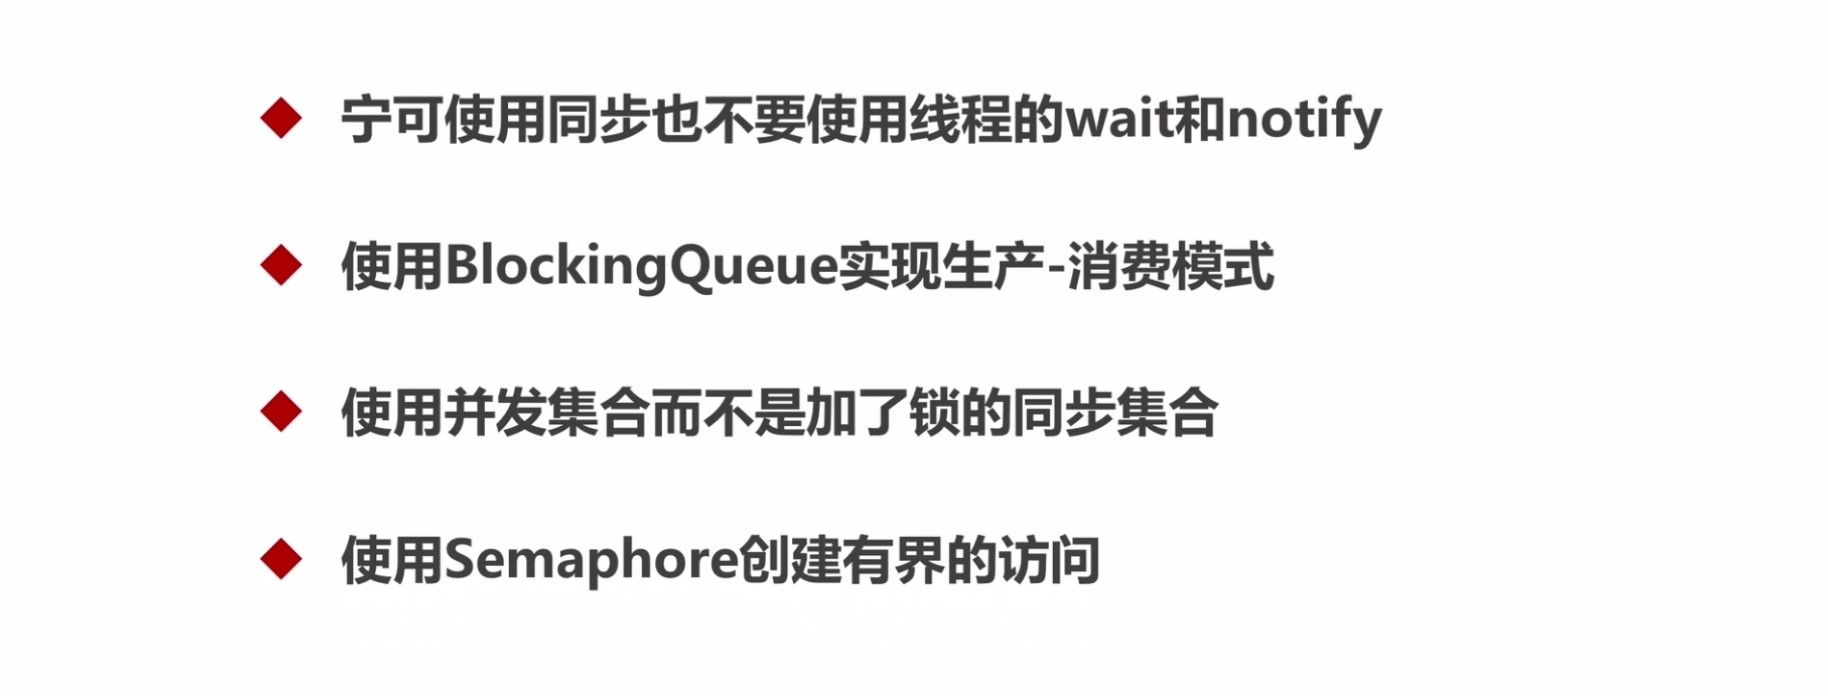 宁可使用同步也不要使用线程的wait和notify
使用BlockingQueue实现生产-消费模式
使用并发集合而不是加了锁的同步集合
使用Semaphore创建有界的访问